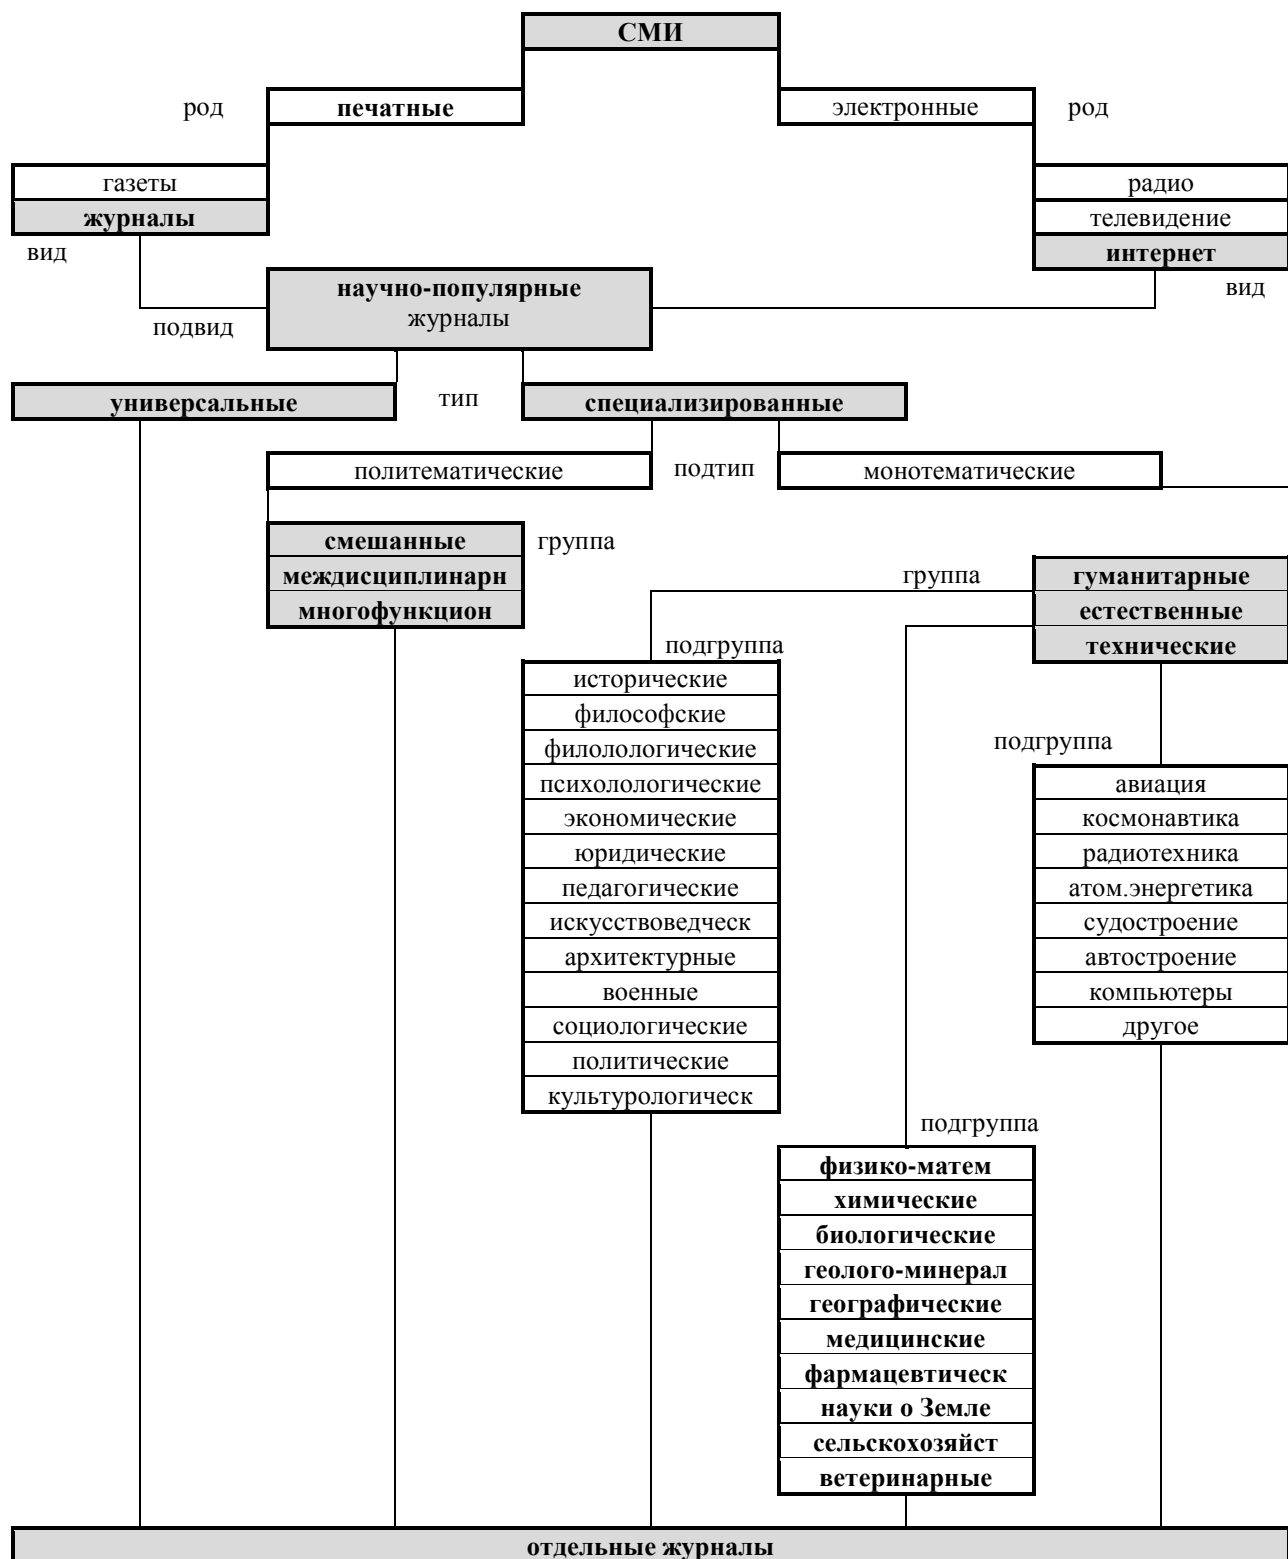 СМИ
род
печатные
электронные
род
газеты
журналы
вид
радио
телевидение
интернет
вид
научно-популярные
журналы
подвид
универсальные
тип
специализированные
политематические
подтип
монотематические
смешанные
междисциплинарн
многофункцион
группа
группа
гуманитарные
естественные
технические
подгруппа
исторические
философские
филолологические
психолологические
экономические
юридические
педагогические
искусствоведческ
архитектурные
военные
социологические
политические
культурологическ
подгруппа
авиация
космонавтика
радиотехника
атом.энергетика
судостроение
автостроение
компьютеры
другое
подгруппа
физико-матем
химические
биологические
геолого-минерал
географические
медицинские
фармацевтическ
науки о Земле
сельскохозяйст
ветеринарные
отдельные журналы